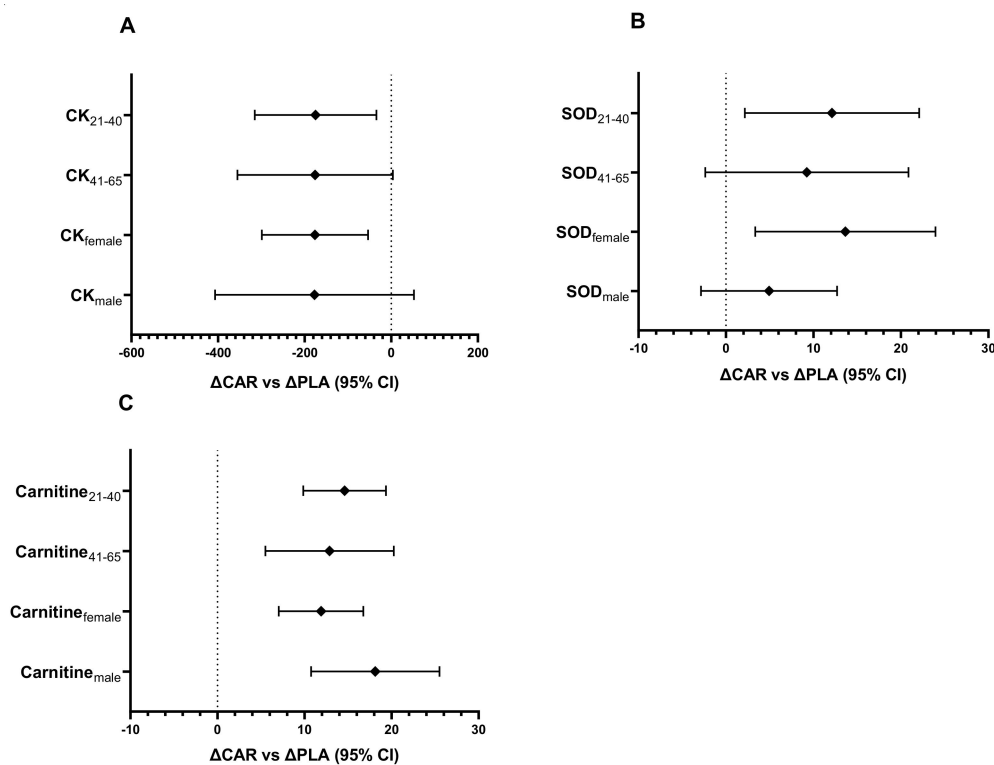 A
CK21-40
CK41-65
CKfemale
CKmale
-600 -400 -200 0 200
ΔCAR vs ΔPLA (95% CI)
B
SOD21-40
SOD41-65
SODfemale
SODmale
-10 0 10 20 30
ΔCAR vs ΔPLA (95% CI)
C
Carnitine21-40
Carnitine41-65
Carnitinefemale
Carnitinemale
-10 0 10 20 30
ΔCAR vs ΔPLA (95% CI)